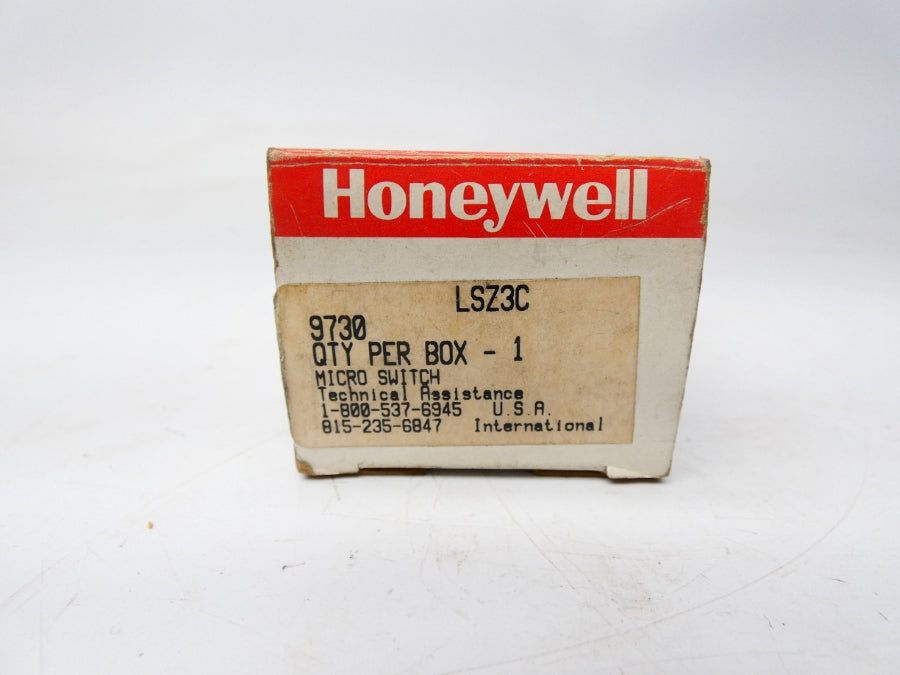 Honeywell
LSZ3C
9730
QTY PER BOX - 1
MICRO SWITCH
Technical Assistance
1-800-537-6945 U.S.A.
815-235-6847 International